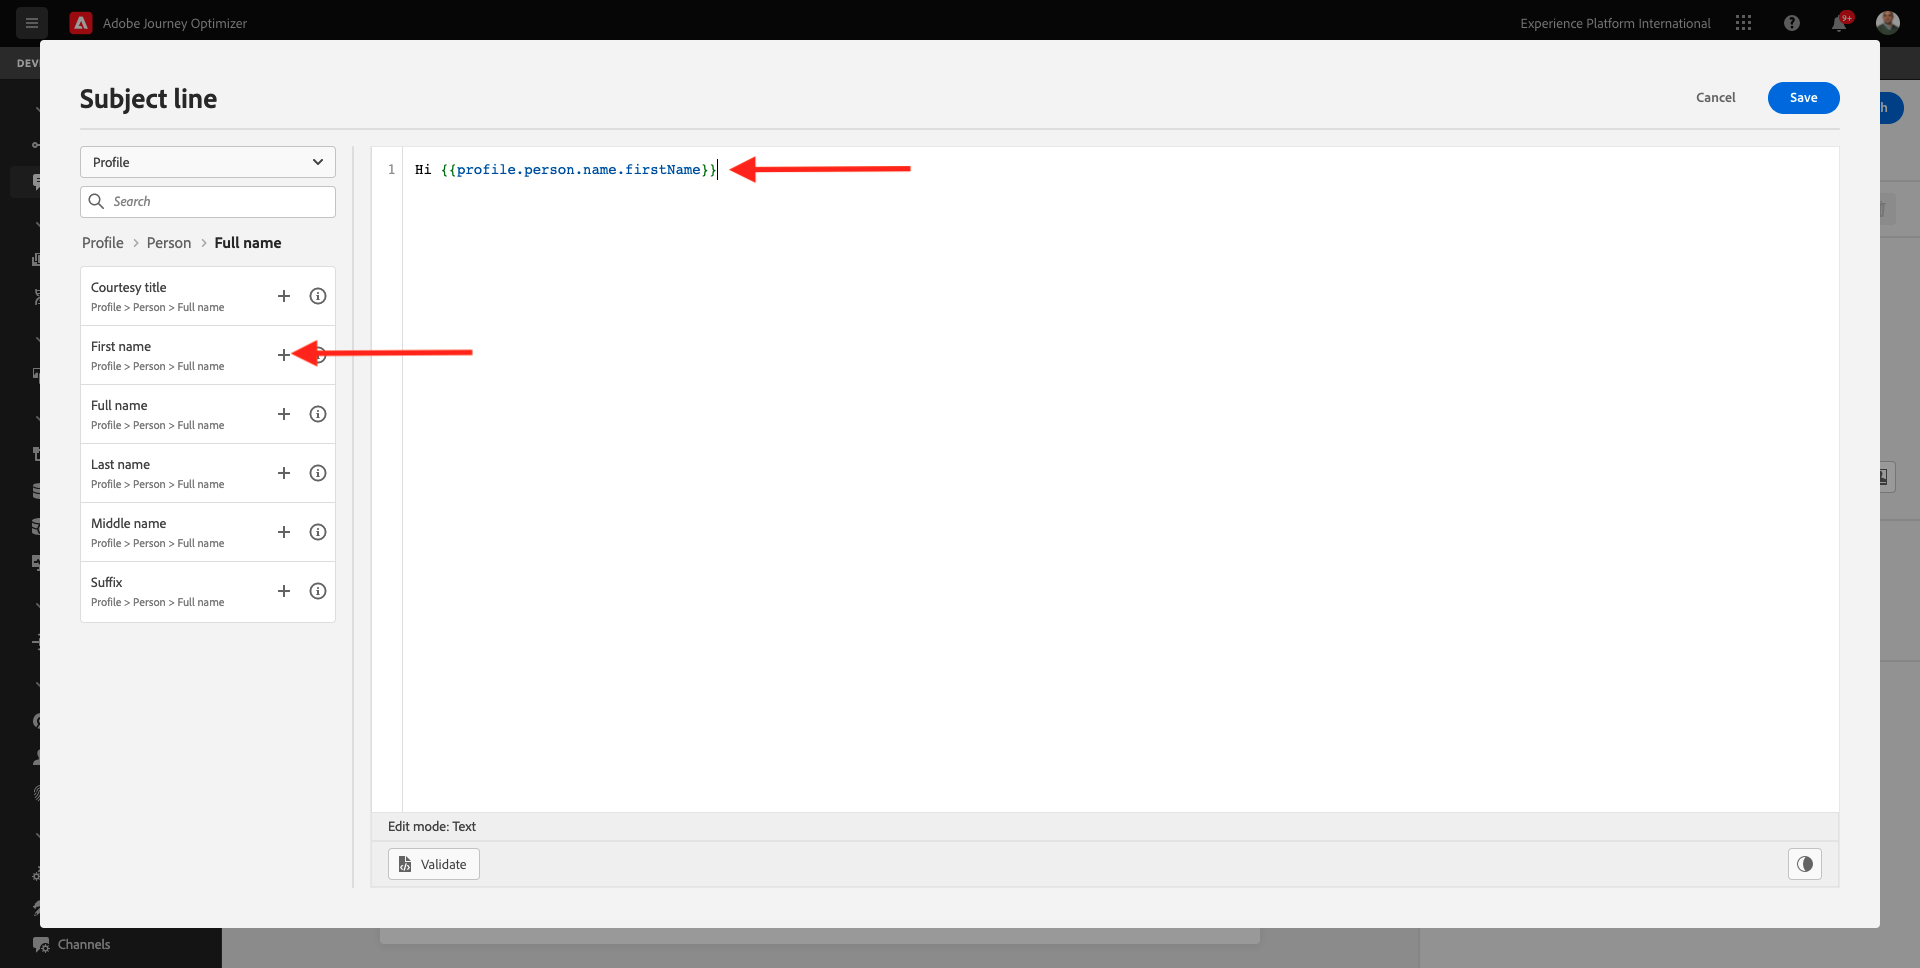 Adobe Journey Optimizer
Experience Platform International
9+
DEV
Subject line
Cancel
Save
h
Profile
Search
Profile > Person > Full name
Courtesy title
Profile > Person > Full name
First name
Profile > Person > Full name
Full name
Profile > Person > Full name
Last name
Profile > Person > Full name
Middle name
Profile > Person > Full name
Suffix
Profile > Person > Full name
1 Hi {{profile.person.name.firstName}}
Edit mode: Text
Validate
Channels